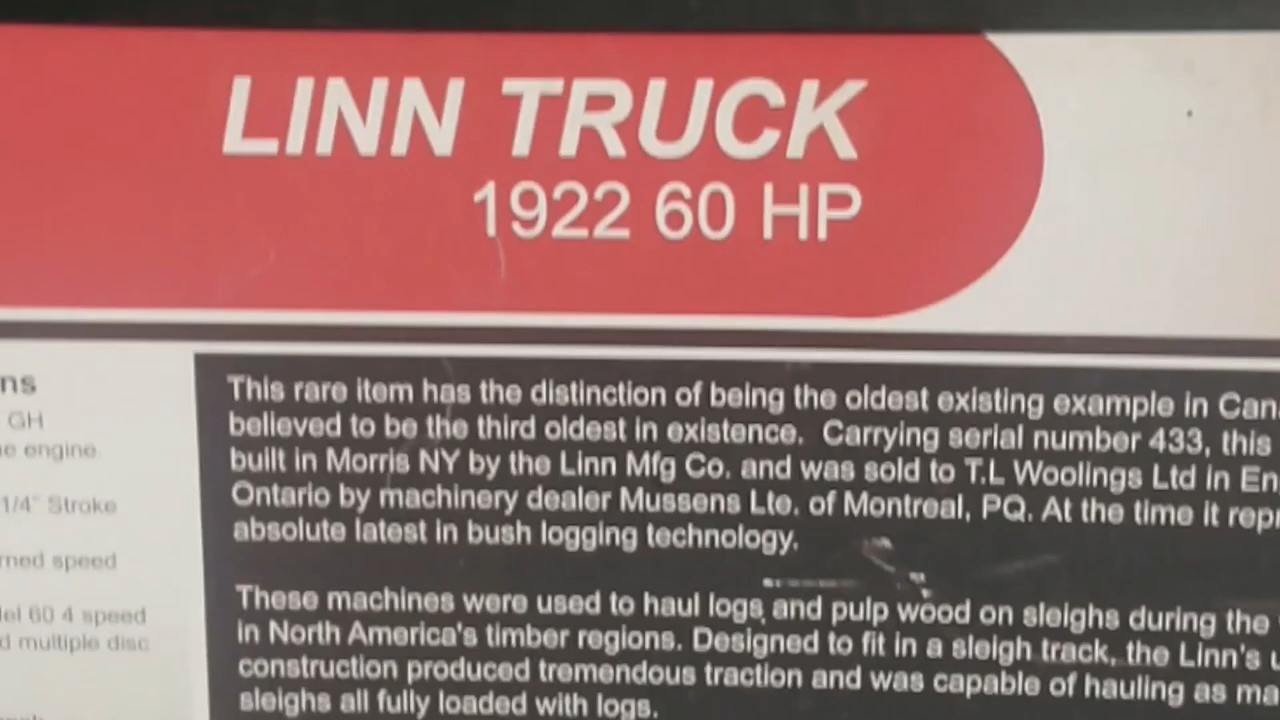 LINN TRUCK
1922 60 HP
ns
GH
engine
1/4" Stroke
speed
60 4 speed
multiple disc
This rare item has the distinction of being the oldest existing example in Can
believed to be the third oldest in existence. Carrying serial number 433, this
built in Morris NY by the Linn Mfg Co. and was sold to T.L Woolings Ltd in En
Ontario by machinery dealer Mussens Lte. of Montreal, PQ. At the time it repr
absolute latest in bush logging technology.
These machines were used to haul logs and pulp wood on sleighs during the
in North America's timber regions. Designed to fit in a sleigh track, the Linn's u
construction produced tremendous traction and was capable of hauling as ma
sleighs all fully loaded with logs.